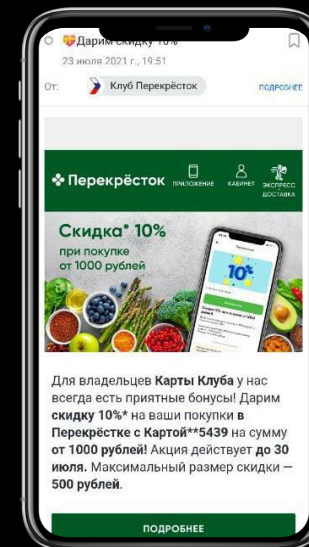 Дарим скидку 10%
23 июля 2021 г., 19:51
От: Клуб Перекрёсток ПОДРОБНЕЕ
Перекрёсток
ПРИЛОЖЕНИЕ КАБИНЕТ ЭКСПРЕСС
ДОСТАВКА
Скидка* 10%
при покупке
от 1000 рублей
10%
Для владельцев Карты Клуба у нас
всегда есть приятные бонусы! Дарим
скидку 10%* на ваши покупки в
Перекрёстке с Картой**5439 на сумму
от 1000 рублей! Акция действует до 30
июля. Максимальный размер скидки —
500 рублей.
ПОДРОБНЕЕ